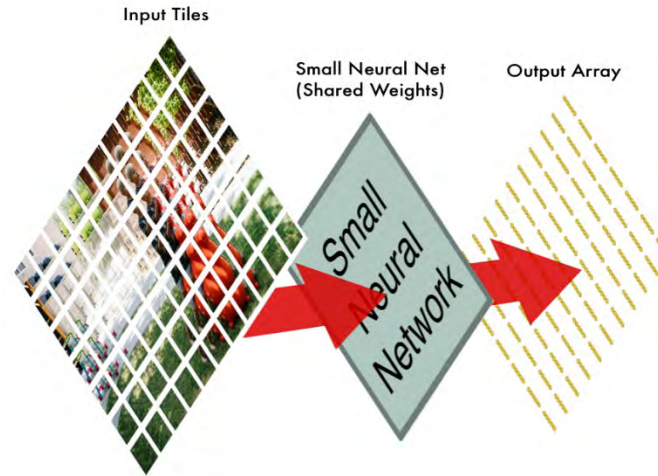 Input Tiles
Small Neural Net
(Shared Weights)
Output Array
Small
Neural
Network